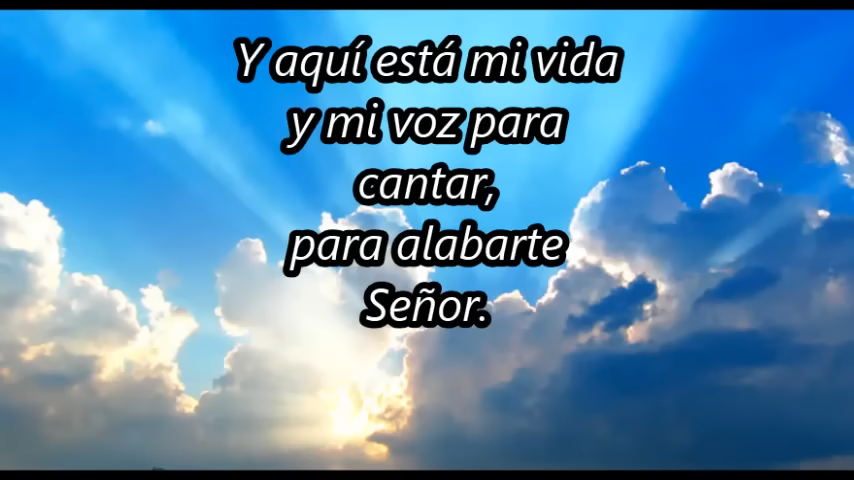 Y aquí está mi vida
y mi voz para
cantar,
para alabarte
Señor.